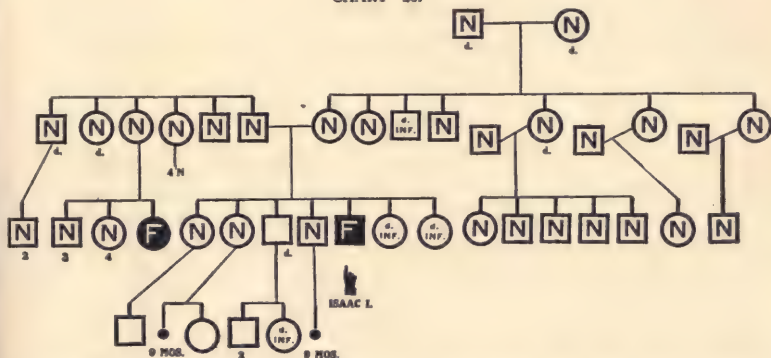 N N
d. d.
N N N N N N N N d. INF. N N N N N N N
d. d. 4 N d.
N N N F N N N F d. INF. d. INF. N N N N N N N
2 3 4 d.
ISAAC I.
d. INF.
9 MOS. 2 9 MOS.